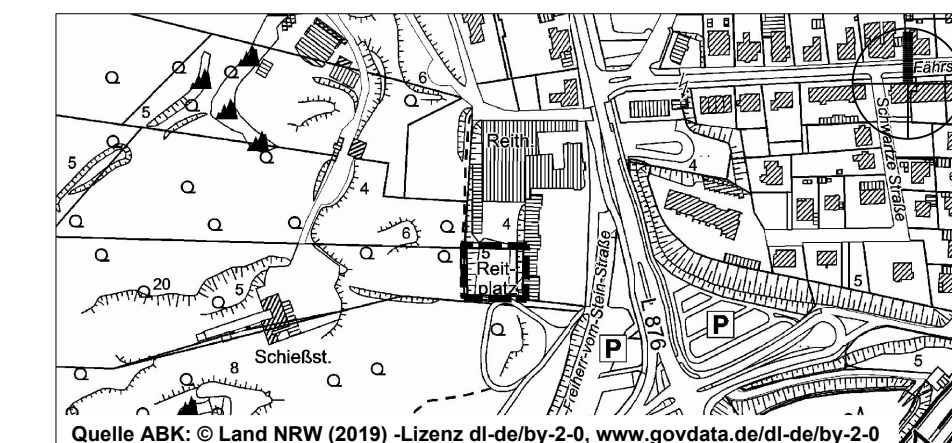 6
Fährs
5
Reith.
Schwarze Straße
5
4
4
4
6
5
Reit-
platz
Freiherr-vom-Stein-Straße
20
5
5
L 876
P
P
Schießst.
8
5
Quelle ABK: © Land NRW (2019) -Lizenz dl-de/by-2-0, www.govdata.de/dl-de/by-2-0